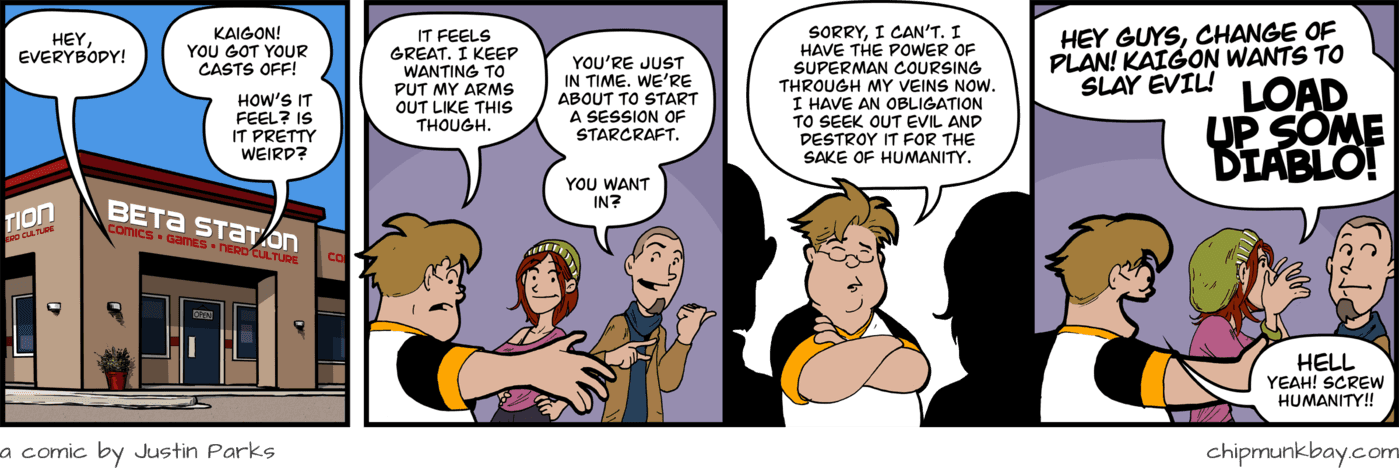 HEY,
EVERYBODY!
KAIGON!
YOU GOT YOUR
CASTS OFF!
HOW'S IT
FEEL? IS
IT PRETTY
WEIRD?
TION
ERD CULTURE
BETA STATION
COMICS • GAMES • NERD CULTURE
CO
OPEN
IT FEELS
GREAT. I KEEP
WANTING TO
PUT MY ARMS
OUT LIKE THIS
THOUGH.
YOU'RE JUST
IN TIME. WE'RE
ABOUT TO START
A SESSION OF
STARCRAFT.
YOU WANT
IN?
SORRY, I CAN'T. I
HAVE THE POWER OF
SUPERMAN COURSING
THROUGH MY VEINS NOW.
I HAVE AN OBLIGATION
TO SEEK OUT EVIL AND
DESTROY IT FOR THE
SAKE OF HUMANITY.
HEY GUYS, CHANGE OF
PLAN! KAIGON WANTS TO
SLAY EVIL!
LOAD
UP SOME
DIABLO!
HELL
YEAH! SCREW
HUMANITY!!
a comic by Justin Parks
chipmunkbay.com